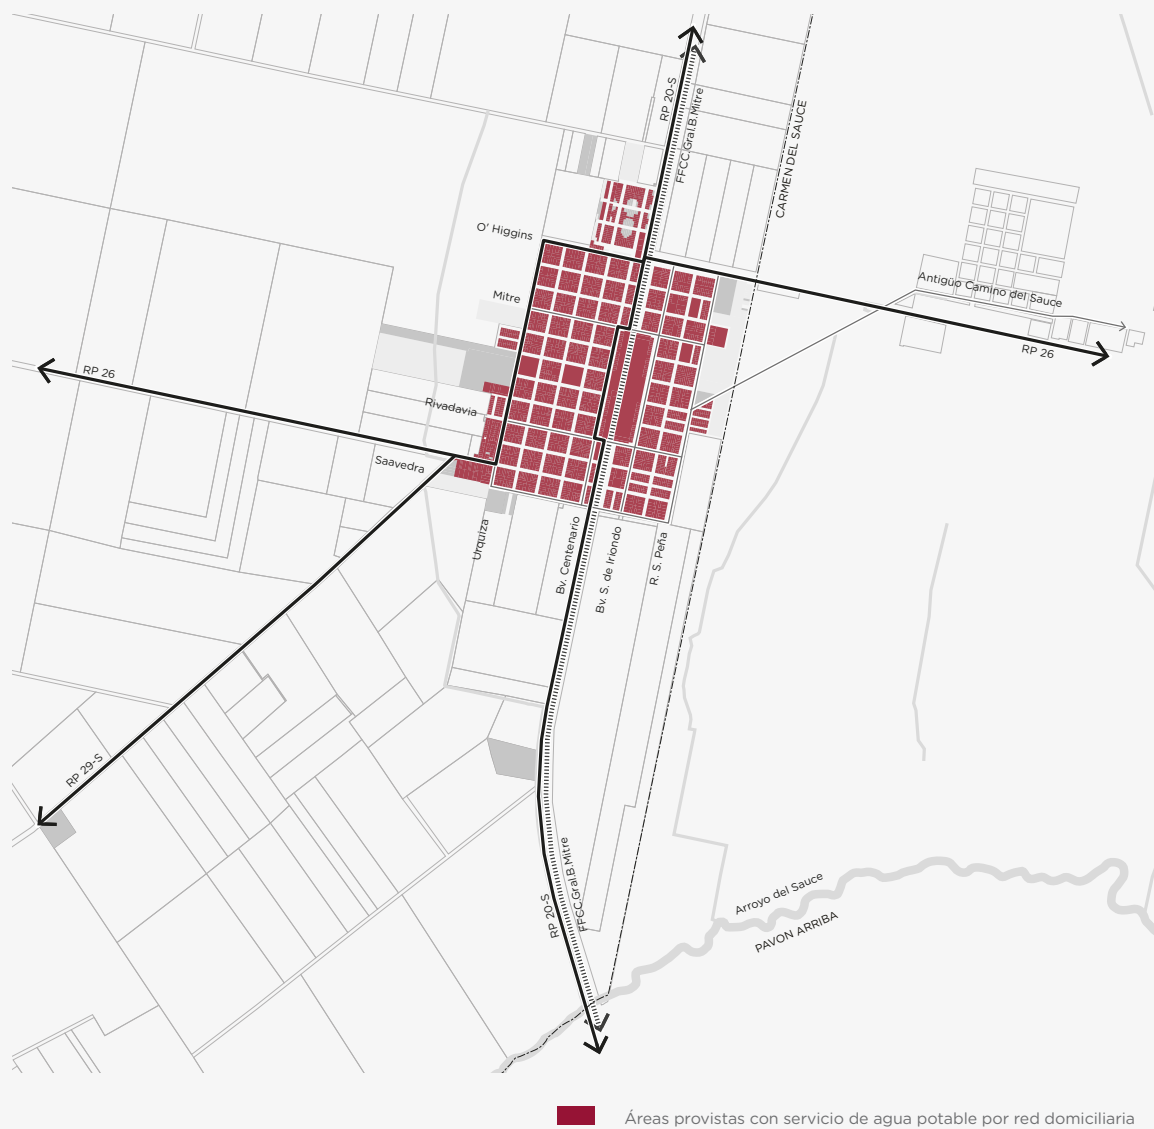 RP 20-S
FFCC.Gral.B.Mitre
CARMEN DEL SAUCE
O' Higgins
Antigüo Camino del Sauce
Mitre
RP 26
RP 26
Rivadavia
Saavedra
Urquiza
Bv. Centenario
Bv. S. de Iriondo
R. S. Peña
RP 29-S
FFCC.Gral.B.Mitre
RP 20-S
Arroyo del Sauce
PAVON ARRIBA
Áreas provistas con servicio de agua potable por red domiciliaria